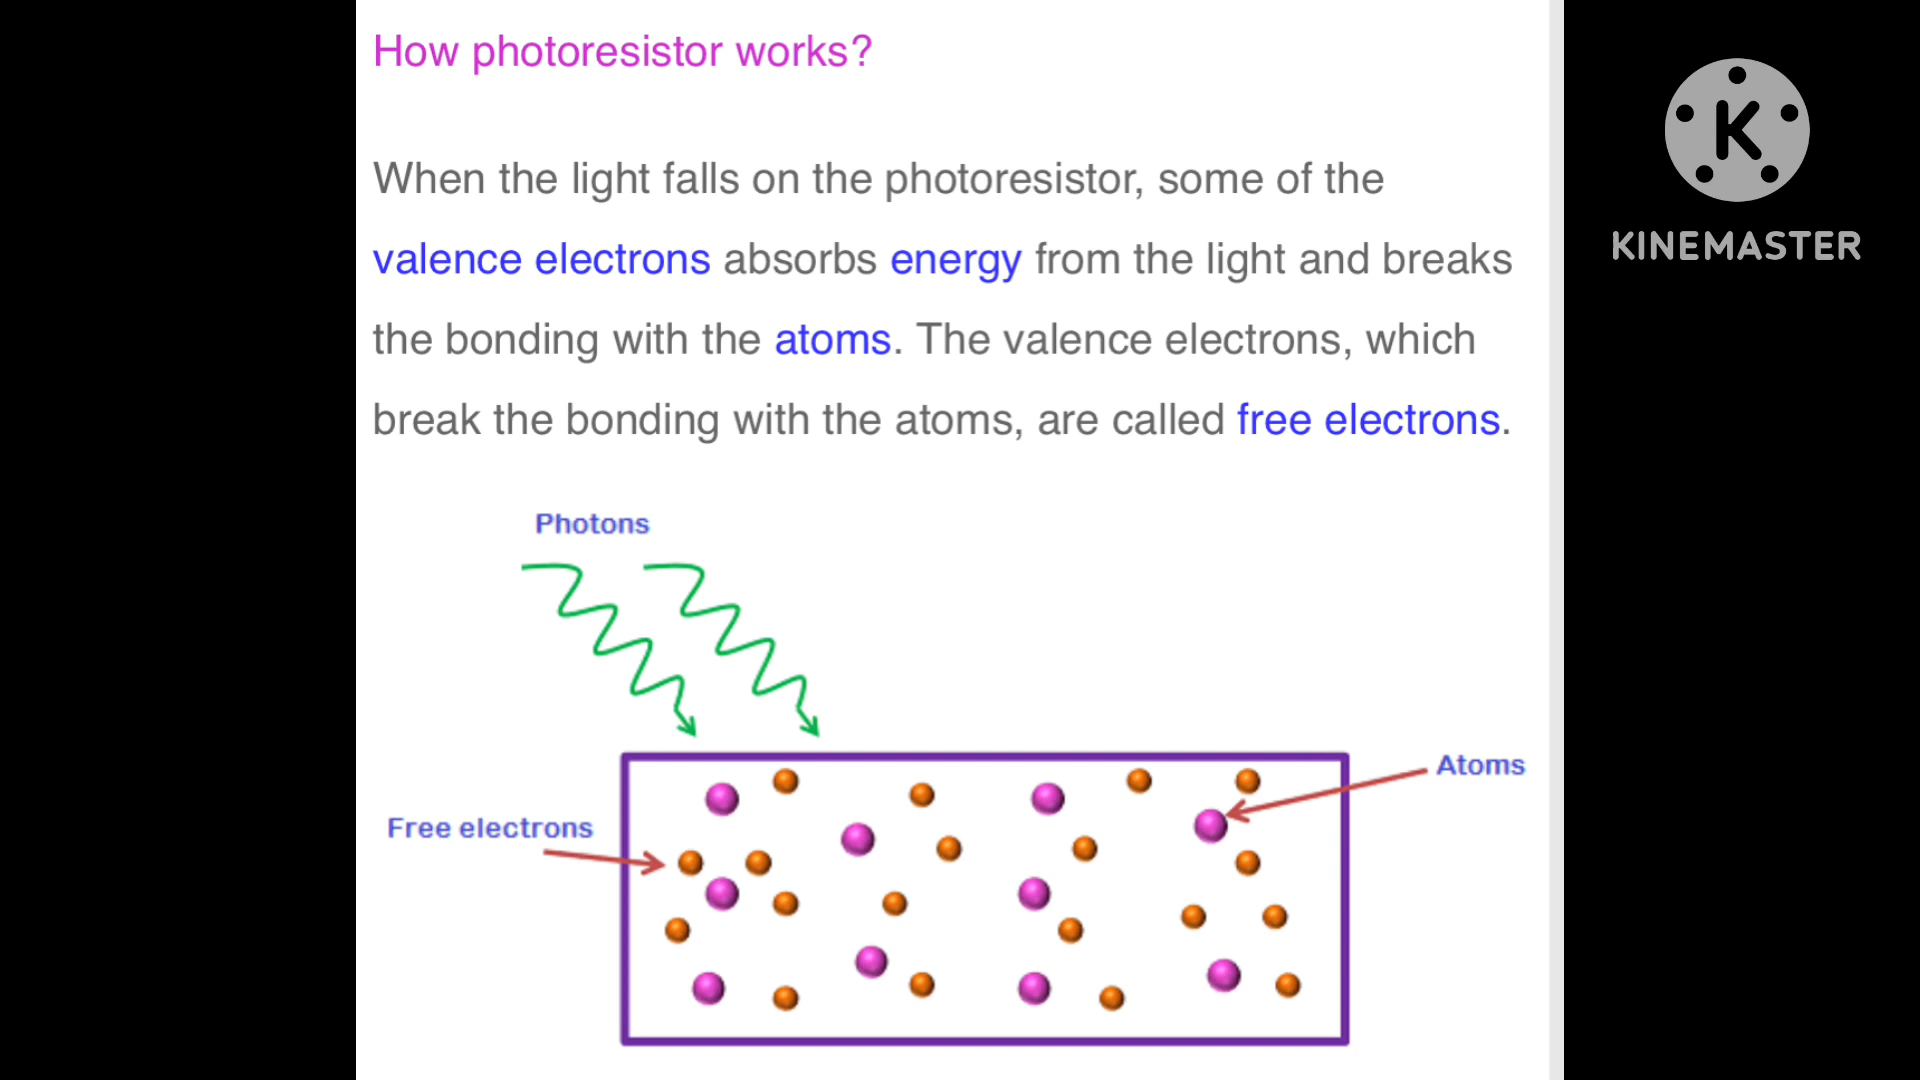 How photoresistor works?
When the light falls on the photoresistor, some of the
valence electrons absorbs energy from the light and breaks
the bonding with the atoms. The valence electrons, which
break the bonding with the atoms, are called free electrons.
Photons
Atoms
Free electrons
K
KINEMASTER